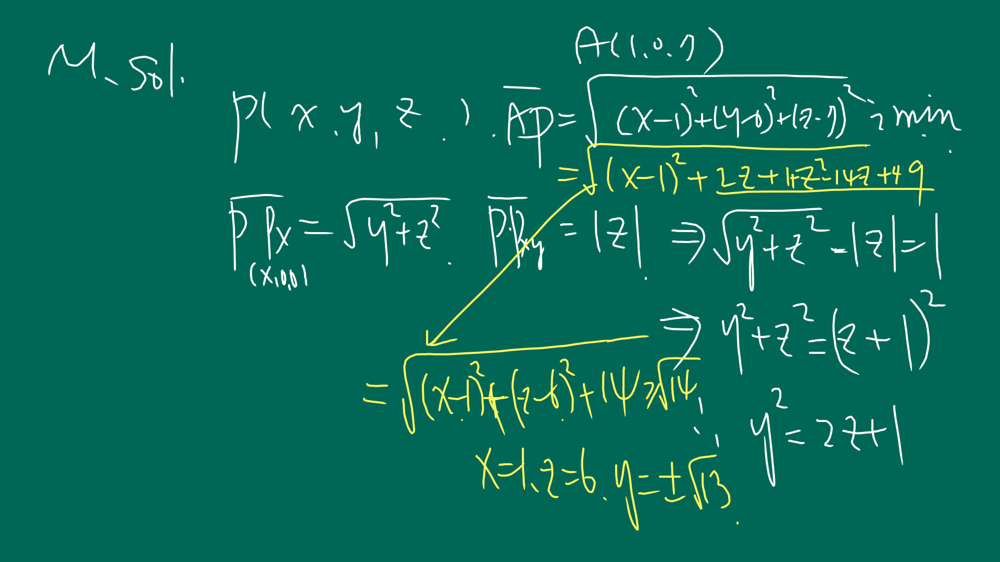 M. Sol.
A(1.0.7)
P(x.y,z). AP = √((x-1)²+(y-0)²+(z-7)²), min.
= √((x-1)²+2z+1+z²-14z+49
PPx = √(y²+z²). PPxy = |z|. ⇒ √(y²+z²) - |z| = 1
(x,0,0)
⇒ y²+z² = (z+1)²
= √((x-1)²+(z-6)²+14) ≥ √14
y² = 2z+1
x=1, z=6. y=±√13.